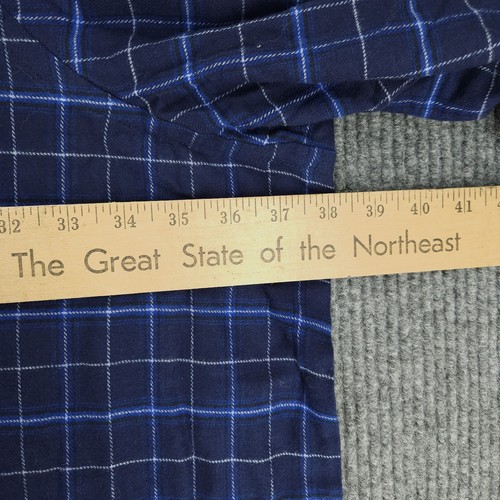 32 33 34 35 36 37 38 39 40 41
The Great State of the Northeast